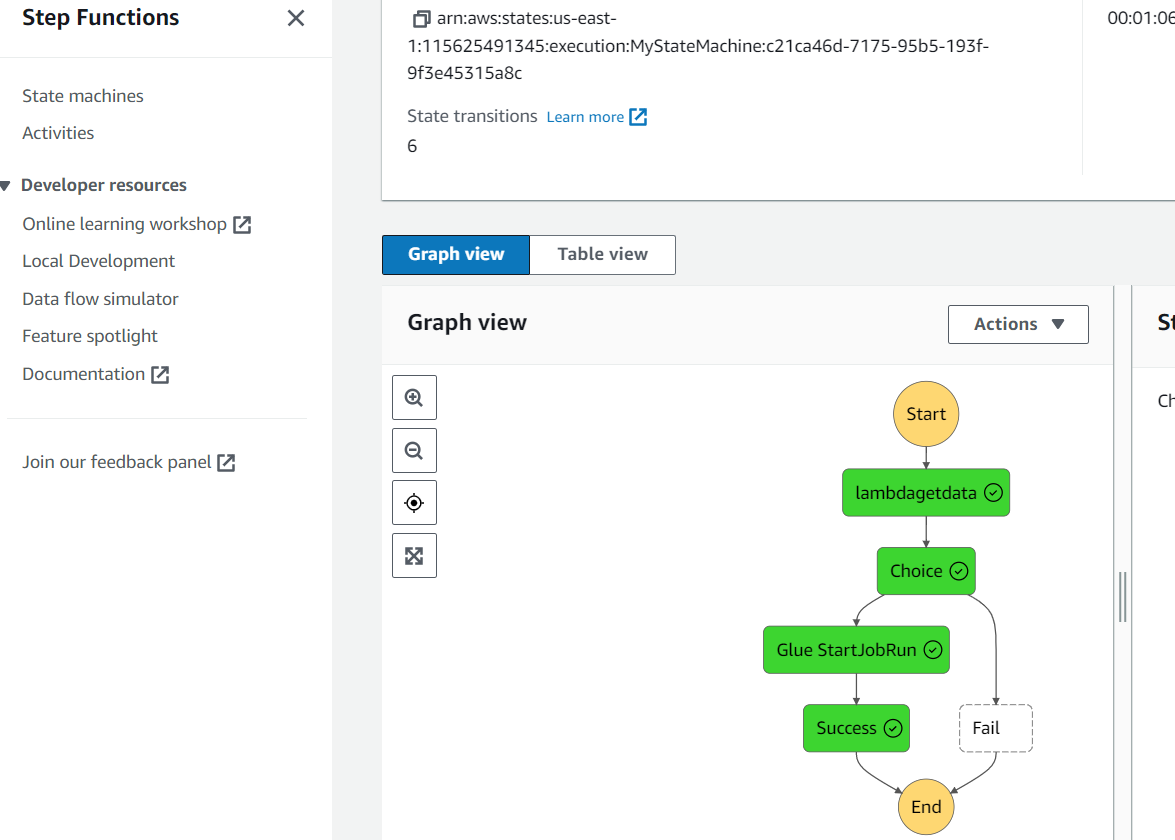 Step Functions
State machines
Activities
Developer resources
Online learning workshop
Local Development
Data flow simulator
Feature spotlight
Documentation
Join our feedback panel
arn:aws:states:us-east-
1:115625491345:execution:MyStateMachine:c21ca46d-7175-95b5-193f-
9f3e45315a8c
State transitions Learn more
6
00:01:06
Graph view Table view
Graph view
Actions
Start
lambdagetdata
Choice
Glue StartJobRun
Success
Fail
End